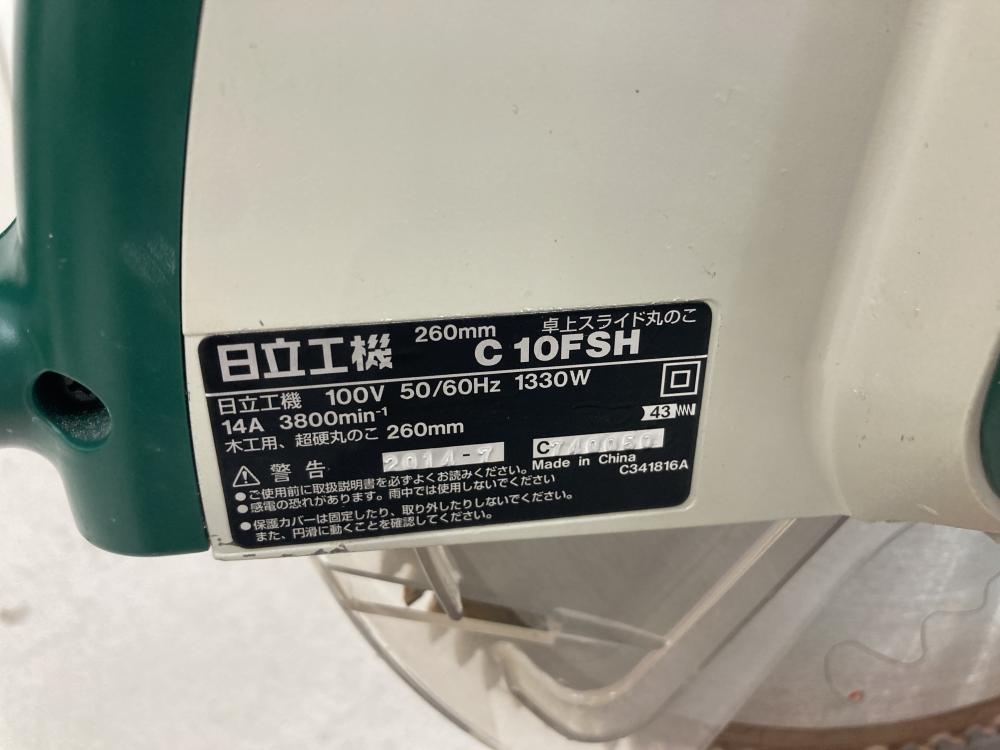 260mm 卓上スライド丸のこ
日立工機 C 10FSH
日立工機 100V 50/60Hz 1330W
14A 3800min-1
43
木工用、超硬丸のこ 260mm
警告 2014-7 C740050
Made in China
C341816A
●ご使用前に取扱説明書を必ずよくお読みください。
●感電の恐れがあります。雨中では使用しないでください
●保護カバーは固定したり、取り外したりしないでください。
また、円滑に動くことを確認してください。